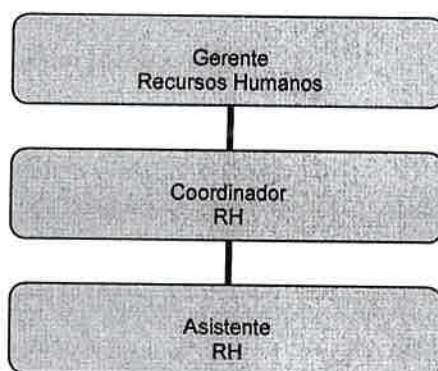 Gerente
Recursos Humanos
Coordinador
RH
Asistente
RH